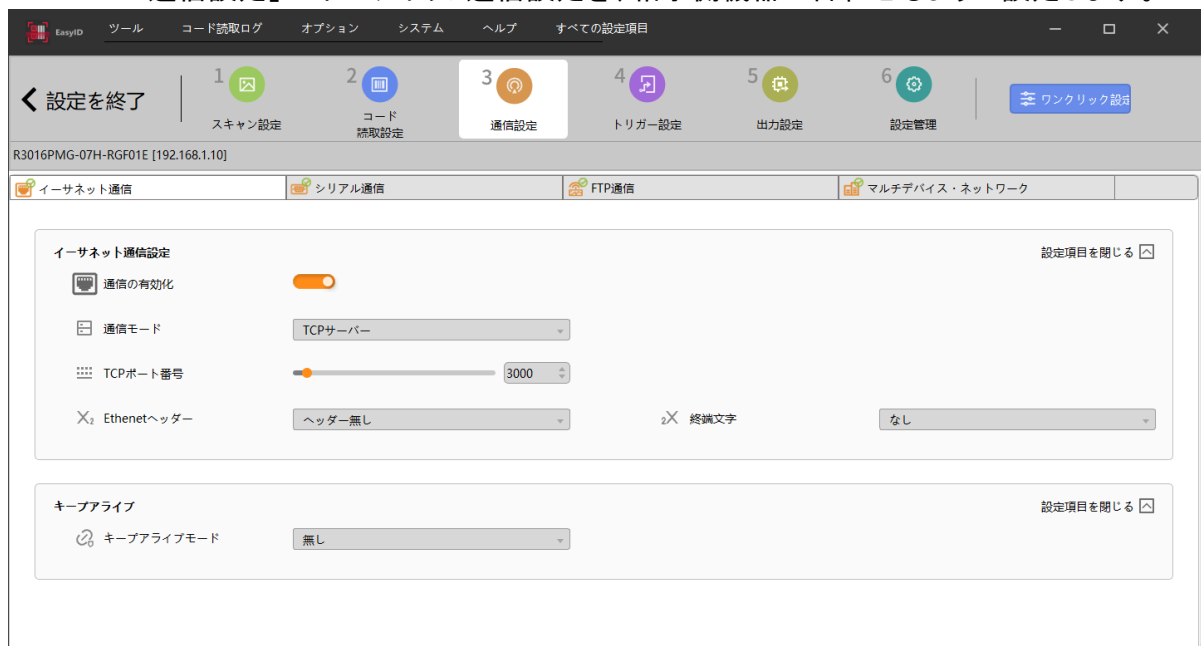 EasyID ツール コード読取ログ オプション システム ヘルプ すべての設定項目
設定を終了
1 スキャン設定
2 コード
読取設定
3 通信設定
4 トリガー設定
5 出力設定
6 設定管理
ワンクリック設定
R3016PMG-07H-RGF01E [192.168.1.10]
イーサネット通信 シリアル通信 FTP通信 マルチデバイス・ネットワーク
イーサネット通信設定 設定項目を閉じる
通信の有効化
通信モード TCPサーバー
TCPポート番号 3000
X₂ Ethenetヘッダー ヘッダー無し ₂X 終端文字 なし
キープアライブ 設定項目を閉じる
キープアライブモード 無し